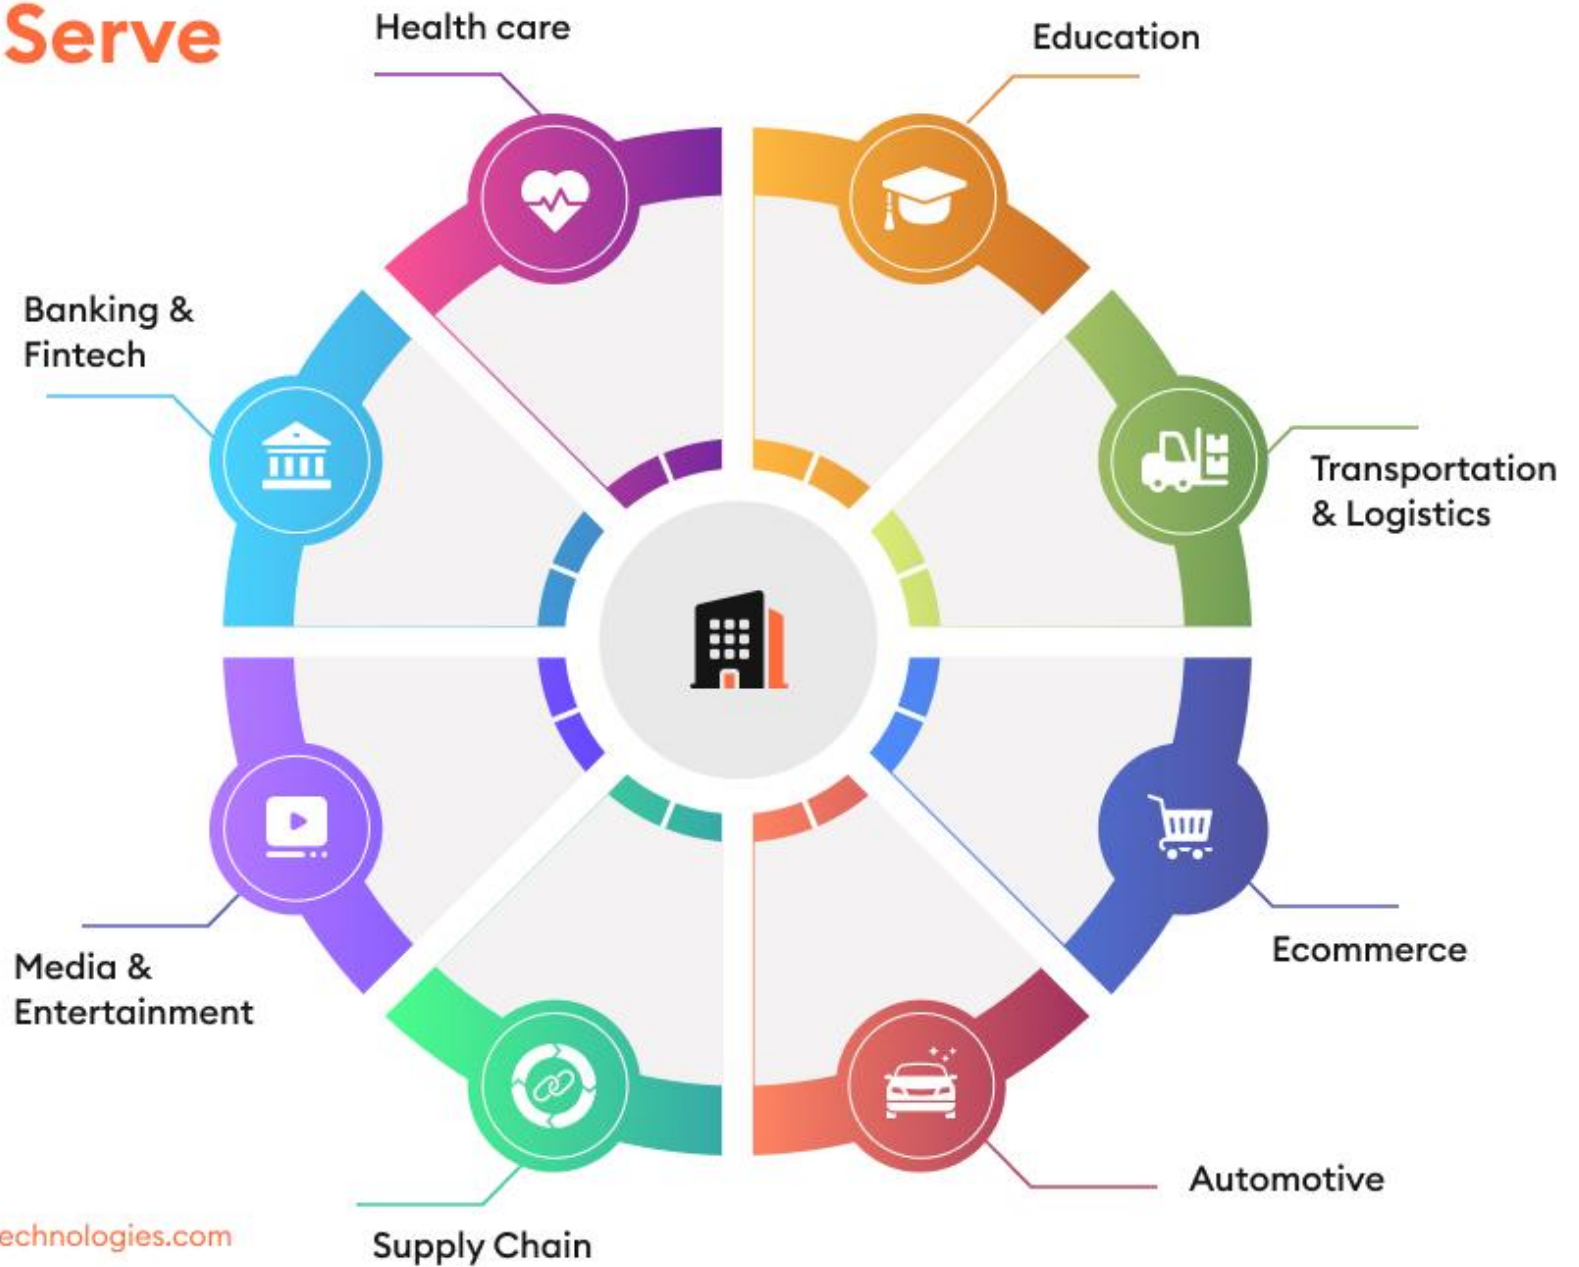 Serve
Health care
Education
Banking &
Fintech
Transportation
& Logistics
Ecommerce
Media &
Entertainment
Automotive
echnologies.com
Supply Chain